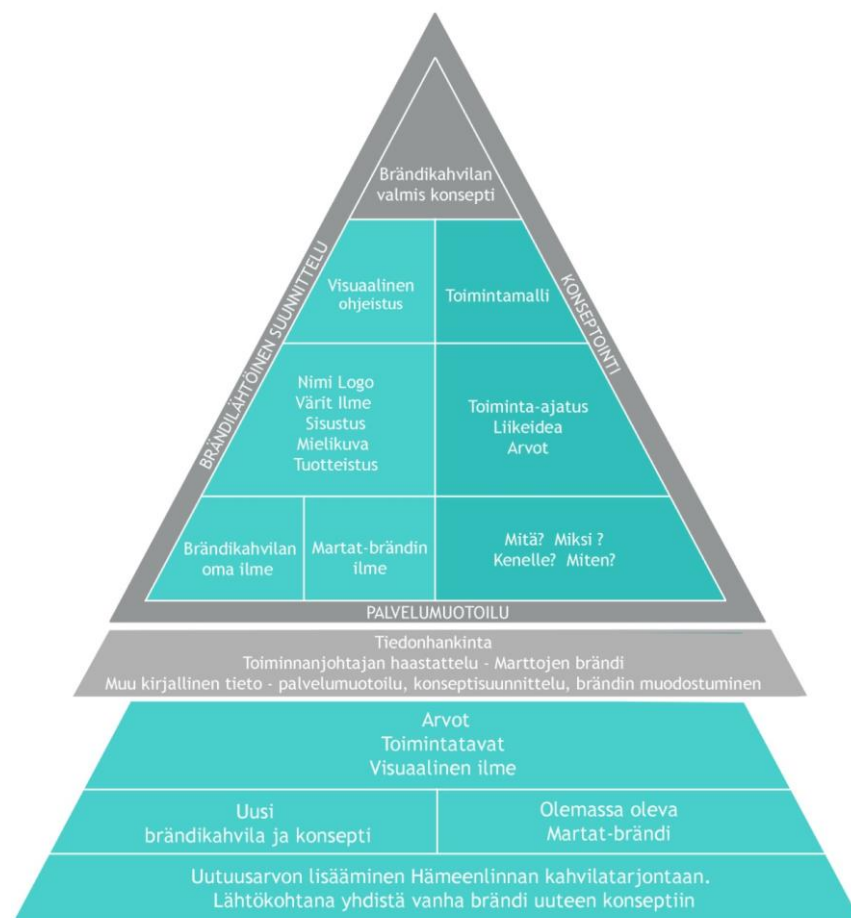 Brändikahvilan
valmis konsepti
BRÄNDILÄHTÖINEN SUUNNITTELU
KONSEPTOINTI
Visuaalinen
ohjeistus
Toimintamalli
Nimi Logo
Värit Ilme
Sisustus
Mielikuva
Tuotteistus
Toiminta-ajatus
Liikeidea
Arvot
Brändikahvilan
oma ilme
Martat-brändin
ilme
Mitä? Miksi ?
Kenelle? Miten?
PALVELUMUOTOILU
Tiedonhankinta
Toiminnanjohtajan haastattelu - Marttojen brändi
Muu kirjallinen tieto - palvelumuotoilu, konseptisuunnittelu, brändin muodostuminen
Arvot
Toimintatavat
Visuaalinen ilme
Uusi
brändikahvila ja konsepti
Olemassa oleva
Martat-brändi
Uutuusarvon lisääminen Hämeenlinnan kahvilatarjontaan.
Lähtökohtana yhdistä vanha brändi uuteen konseptiin